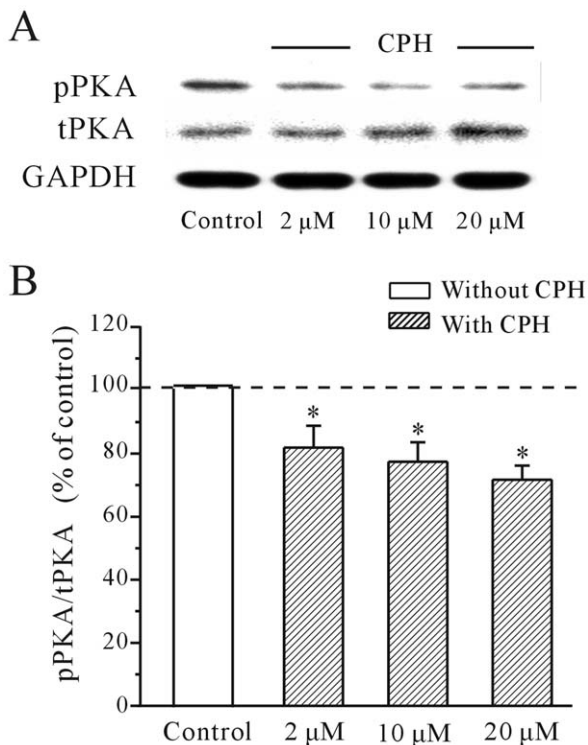 A
CPH
pPKA
tPKA
GAPDH
Control 2 μM 10 μM 20 μM
B
Without CPH
With CPH
pPKA/tPKA (% of control)
120
100
80
60
40
20
0
* * *
Control 2 μM 10 μM 20 μM